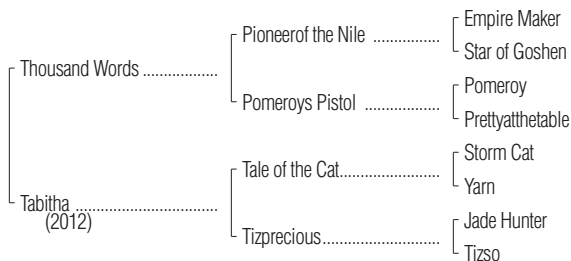 Empire Maker
Pioneerof the Nile ................
Star of Goshen
Thousand Words ..................
Pomeroy
Pomeroys Pistol ..................
Prettyatthetable
Storm Cat
Tale of the Cat........................
Yarn
Tabitha ..................................
(2012)
Jade Hunter
Tizprecious............................
Tizso